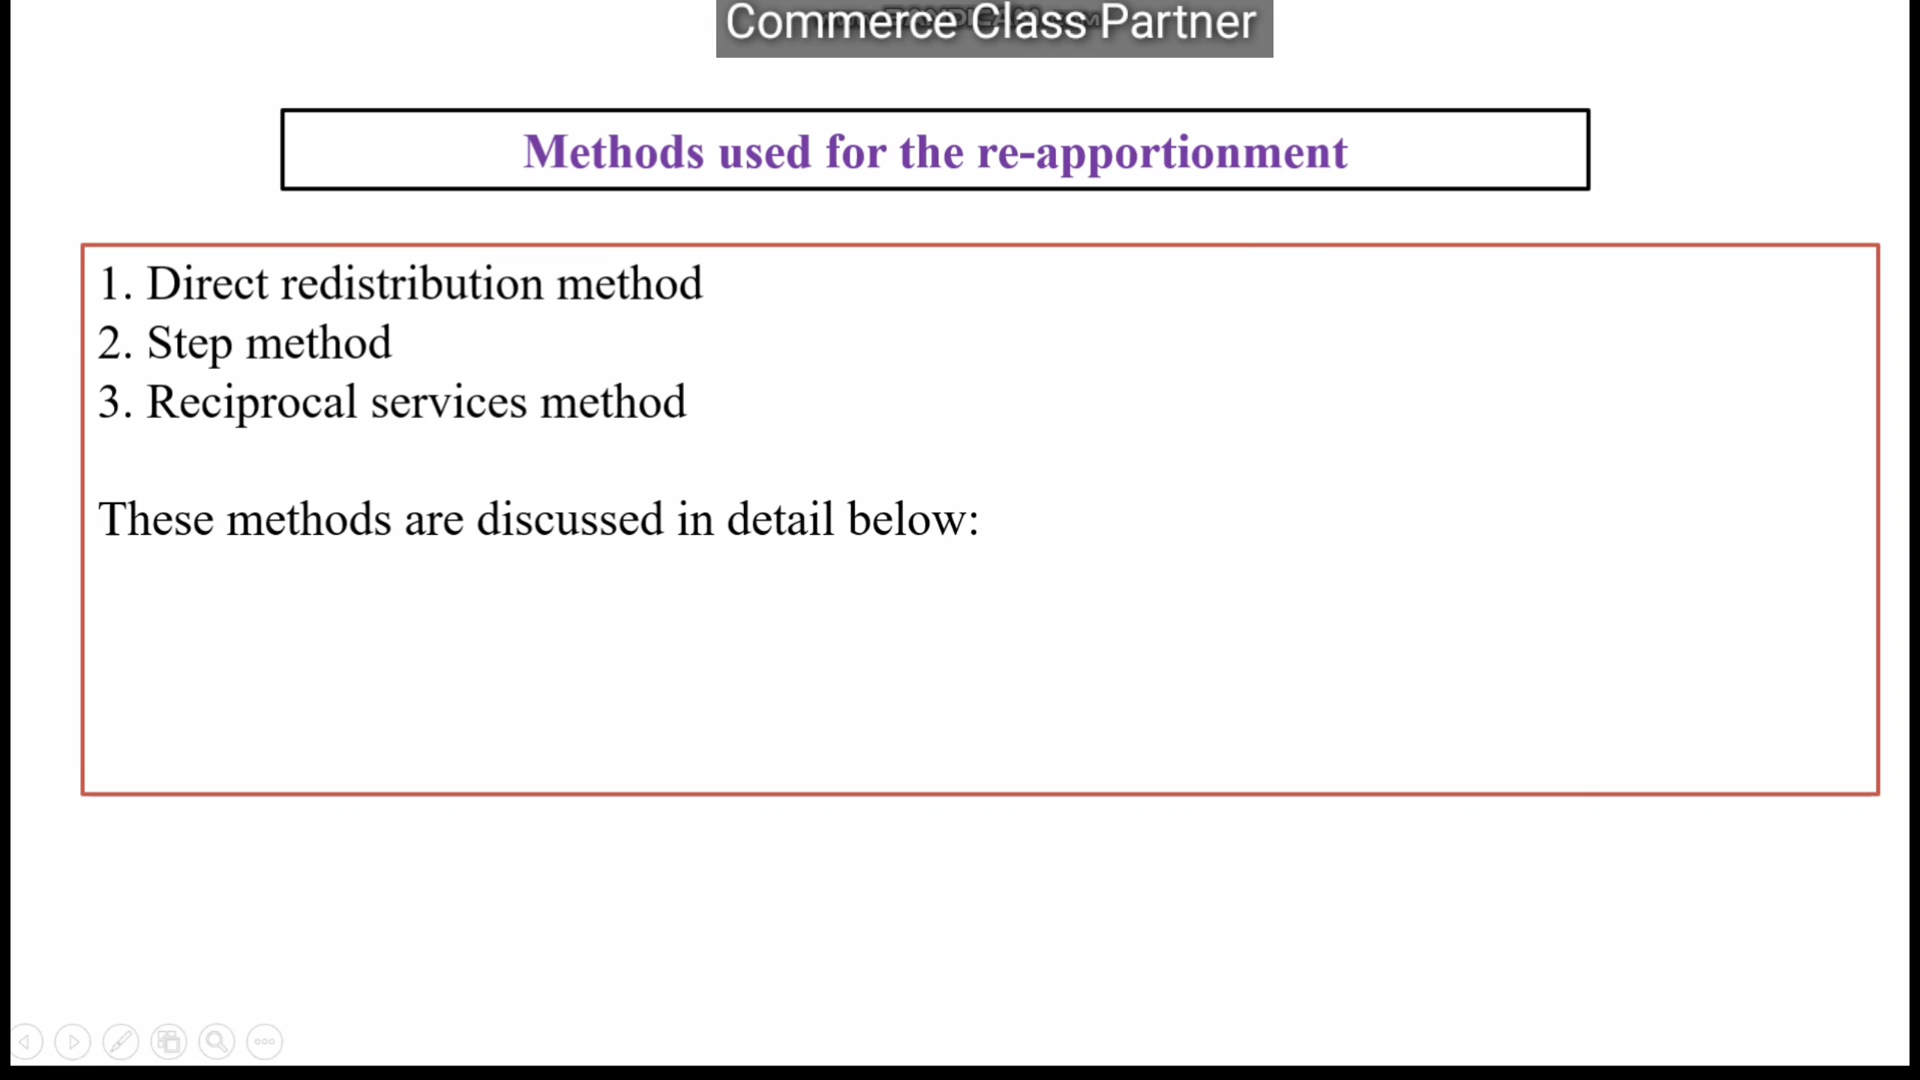 Commerce Class Partner
Methods used for the re-apportionment
1. Direct redistribution method
2. Step method
3. Reciprocal services method
These methods are discussed in detail below: